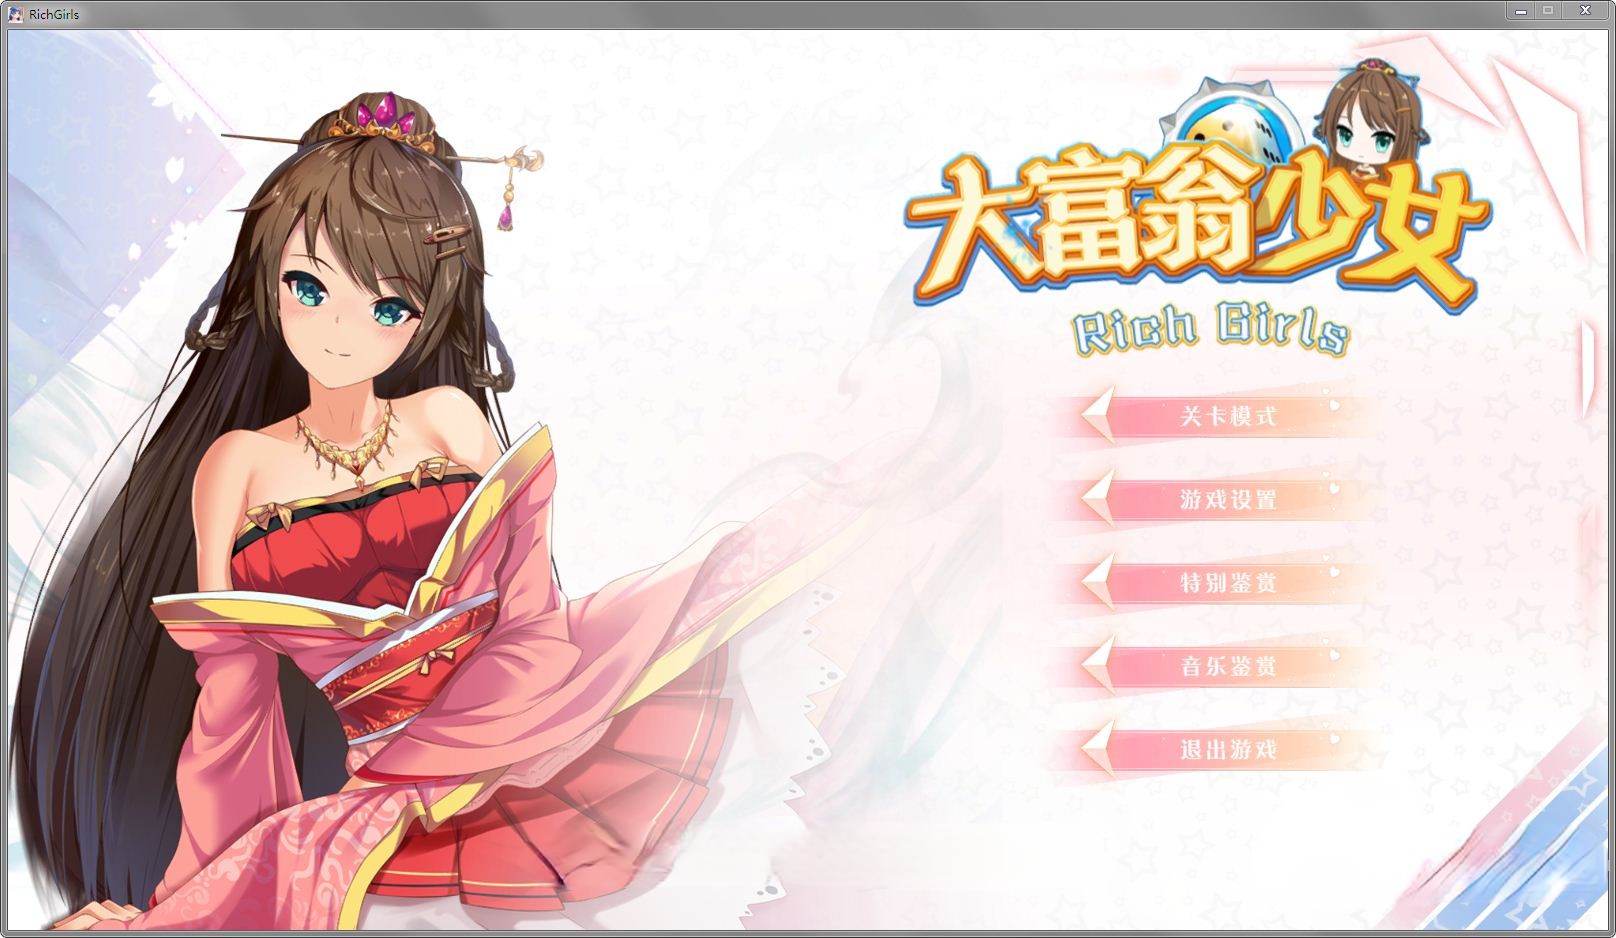 RichGirls
大富翁少女
Rich Girls
关卡模式
游戏设置
特别鉴赏
音乐鉴赏
退出游戏